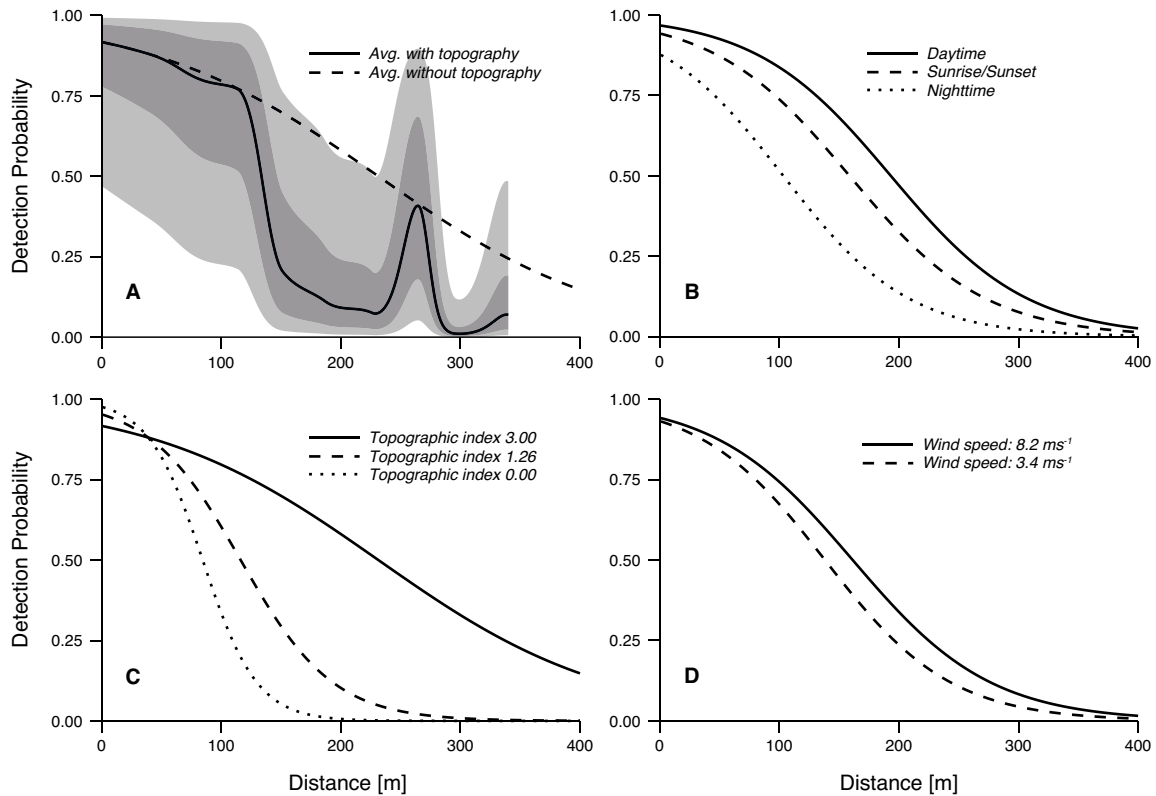 1.00
0.75
0.50
0.25
0.00
Detection Probability
Avg. with topography
Avg. without topography
A
0 100 200 300 400
1.00
0.75
0.50
0.25
0.00
Detection Probability
Daytime
Sunrise/Sunset
Nighttime
B
0 100 200 300 400
1.00
0.75
0.50
0.25
0.00
Detection Probability
Topographic index 3.00
Topographic index 1.26
Topographic index 0.00
C
0 100 200 300 400
Distance [m]
1.00
0.75
0.50
0.25
0.00
Detection Probability
Wind speed: 8.2 ms⁻¹
Wind speed: 3.4 ms⁻¹
D
0 100 200 300 400
Distance [m]